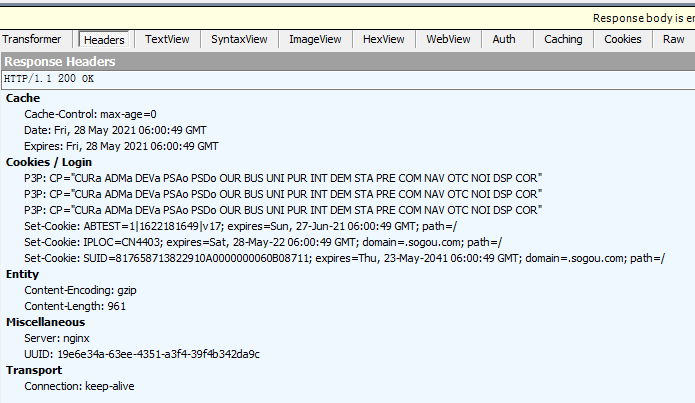 Response body is en
Transformer Headers TextView SyntaxView ImageView HexView WebView Auth Caching Cookies Raw
Response Headers
HTTP/1.1 200 OK
Cache
Cache-Control: max-age=0
Date: Fri, 28 May 2021 06:00:49 GMT
Expires: Fri, 28 May 2021 06:00:49 GMT
Cookies / Login
P3P: CP="CURa ADMa DEVa PSAo PSDo OUR BUS UNI PUR INT DEM STA PRE COM NAV OTC NOI DSP COR"
P3P: CP="CURa ADMa DEVa PSAo PSDo OUR BUS UNI PUR INT DEM STA PRE COM NAV OTC NOI DSP COR"
P3P: CP="CURa ADMa DEVa PSAo PSDo OUR BUS UNI PUR INT DEM STA PRE COM NAV OTC NOI DSP COR"
Set-Cookie: ABTEST=1|1622181649|v17; expires=Sun, 27-Jun-21 06:00:49 GMT; path=/
Set-Cookie: IPLOC=CN4403; expires=Sat, 28-May-22 06:00:49 GMT; domain=.sogou.com; path=/
Set-Cookie: SUID=817658713822910A0000000060B08711; expires=Thu, 23-May-2041 06:00:49 GMT; domain=.sogou.com; path=/
Entity
Content-Encoding: gzip
Content-Length: 961
Miscellaneous
Server: nginx
UUID: 19e6e34a-63ee-4351-a3f4-39f4b342da9c
Transport
Connection: keep-alive